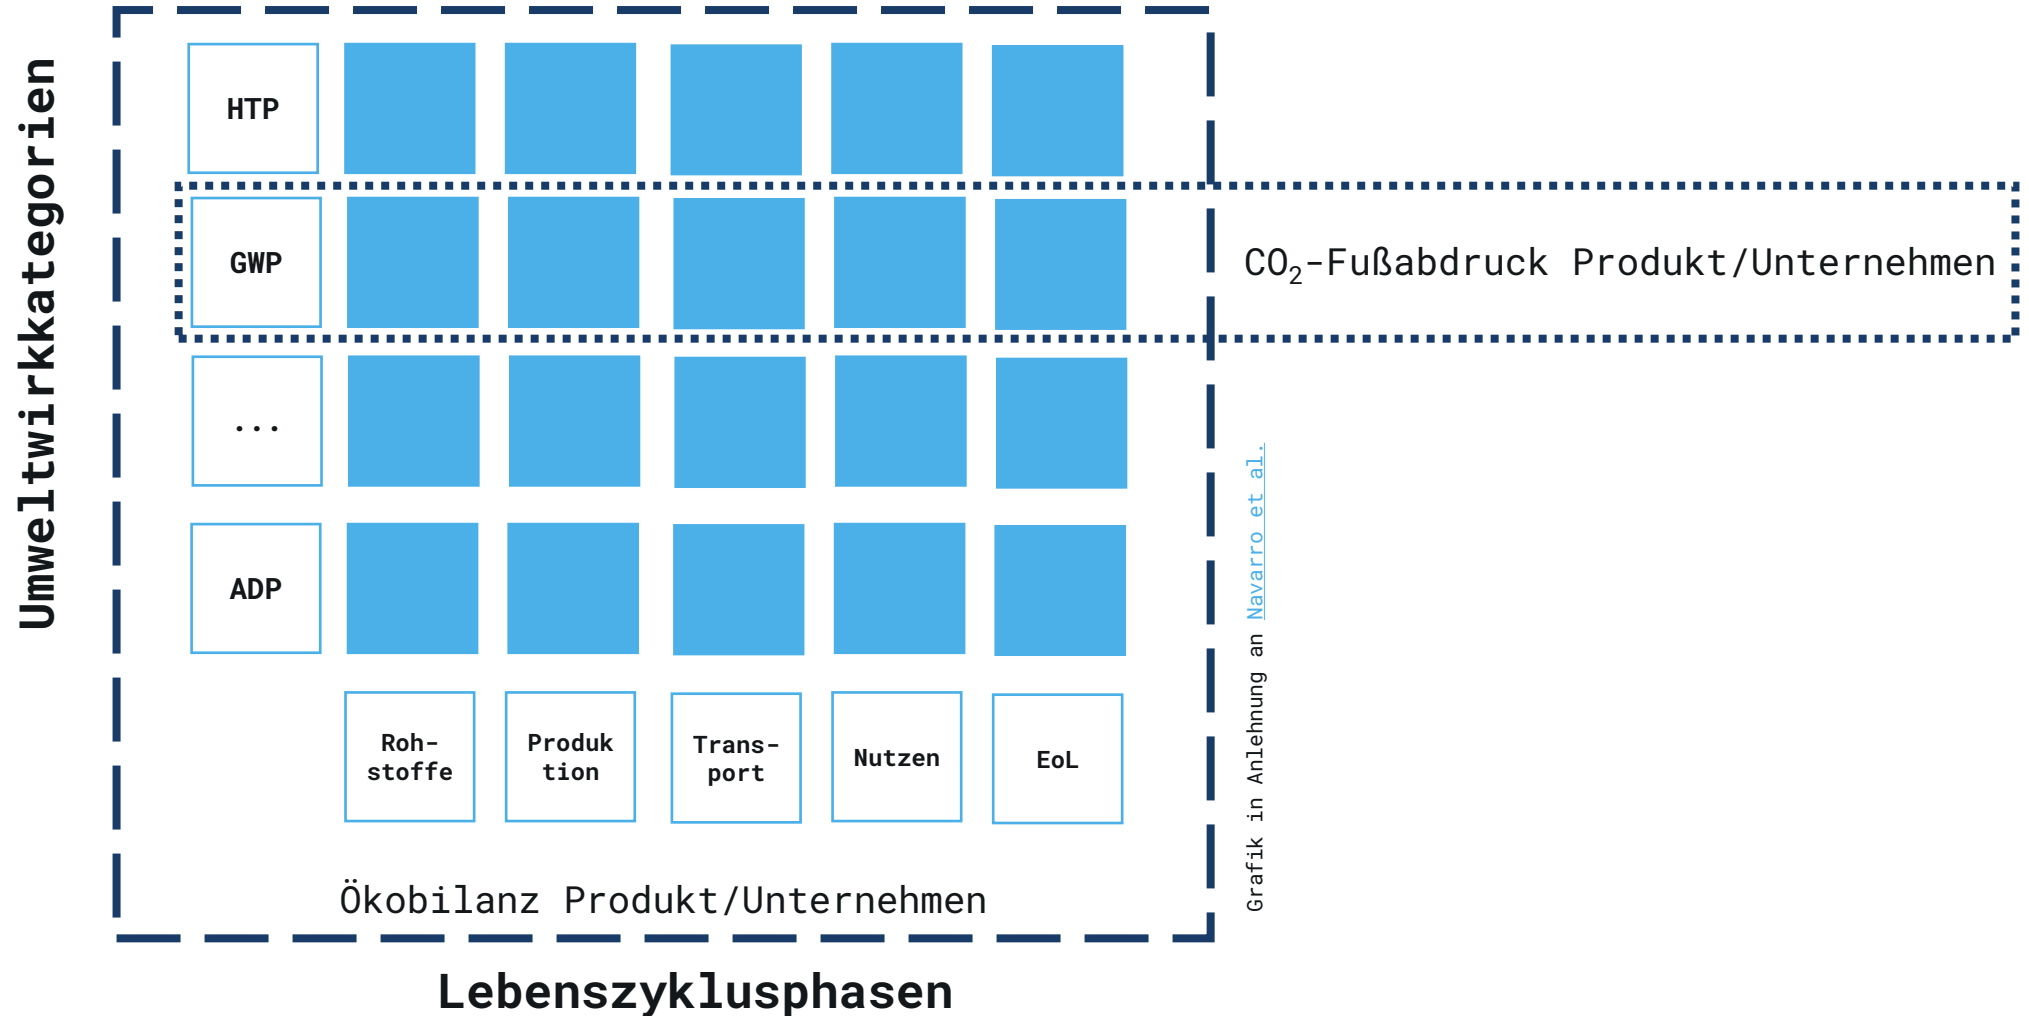 Umweltwirkkategorien
HTP
GWP
CO₂-Fußabdruck Produkt/Unternehmen
...
ADP
Roh-
stoffe
Produk
tion
Trans-
port
Nutzen
EoL
Ökobilanz Produkt/Unternehmen
Lebenszyklusphasen
Grafik in Anlehnung an Navarro et al.